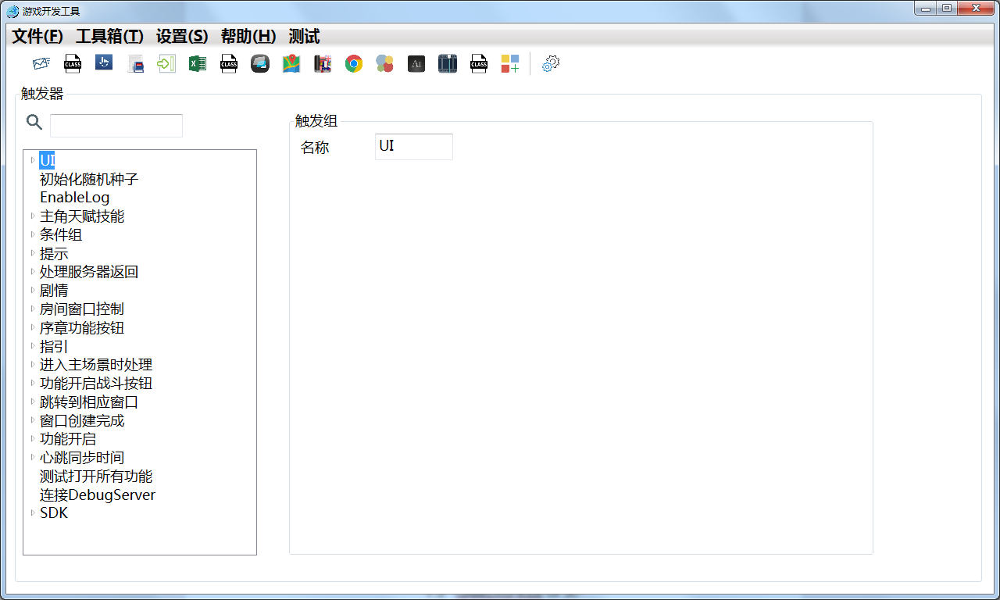 游戏开发工具
文件(F) 工具箱(T) 设置(S) 帮助(H) 测试
CLASS CLASS Ai CLASS
触发器
触发组
名称 UI
UI
初始化随机种子
EnableLog
主角天赋技能
条件组
提示
处理服务器返回
剧情
房间窗口控制
序章功能按钮
指引
进入主场景时处理
功能开启战斗按钮
跳转到相应窗口
窗口创建完成
功能开启
心跳同步时间
测试打开所有功能
连接DebugServer
SDK